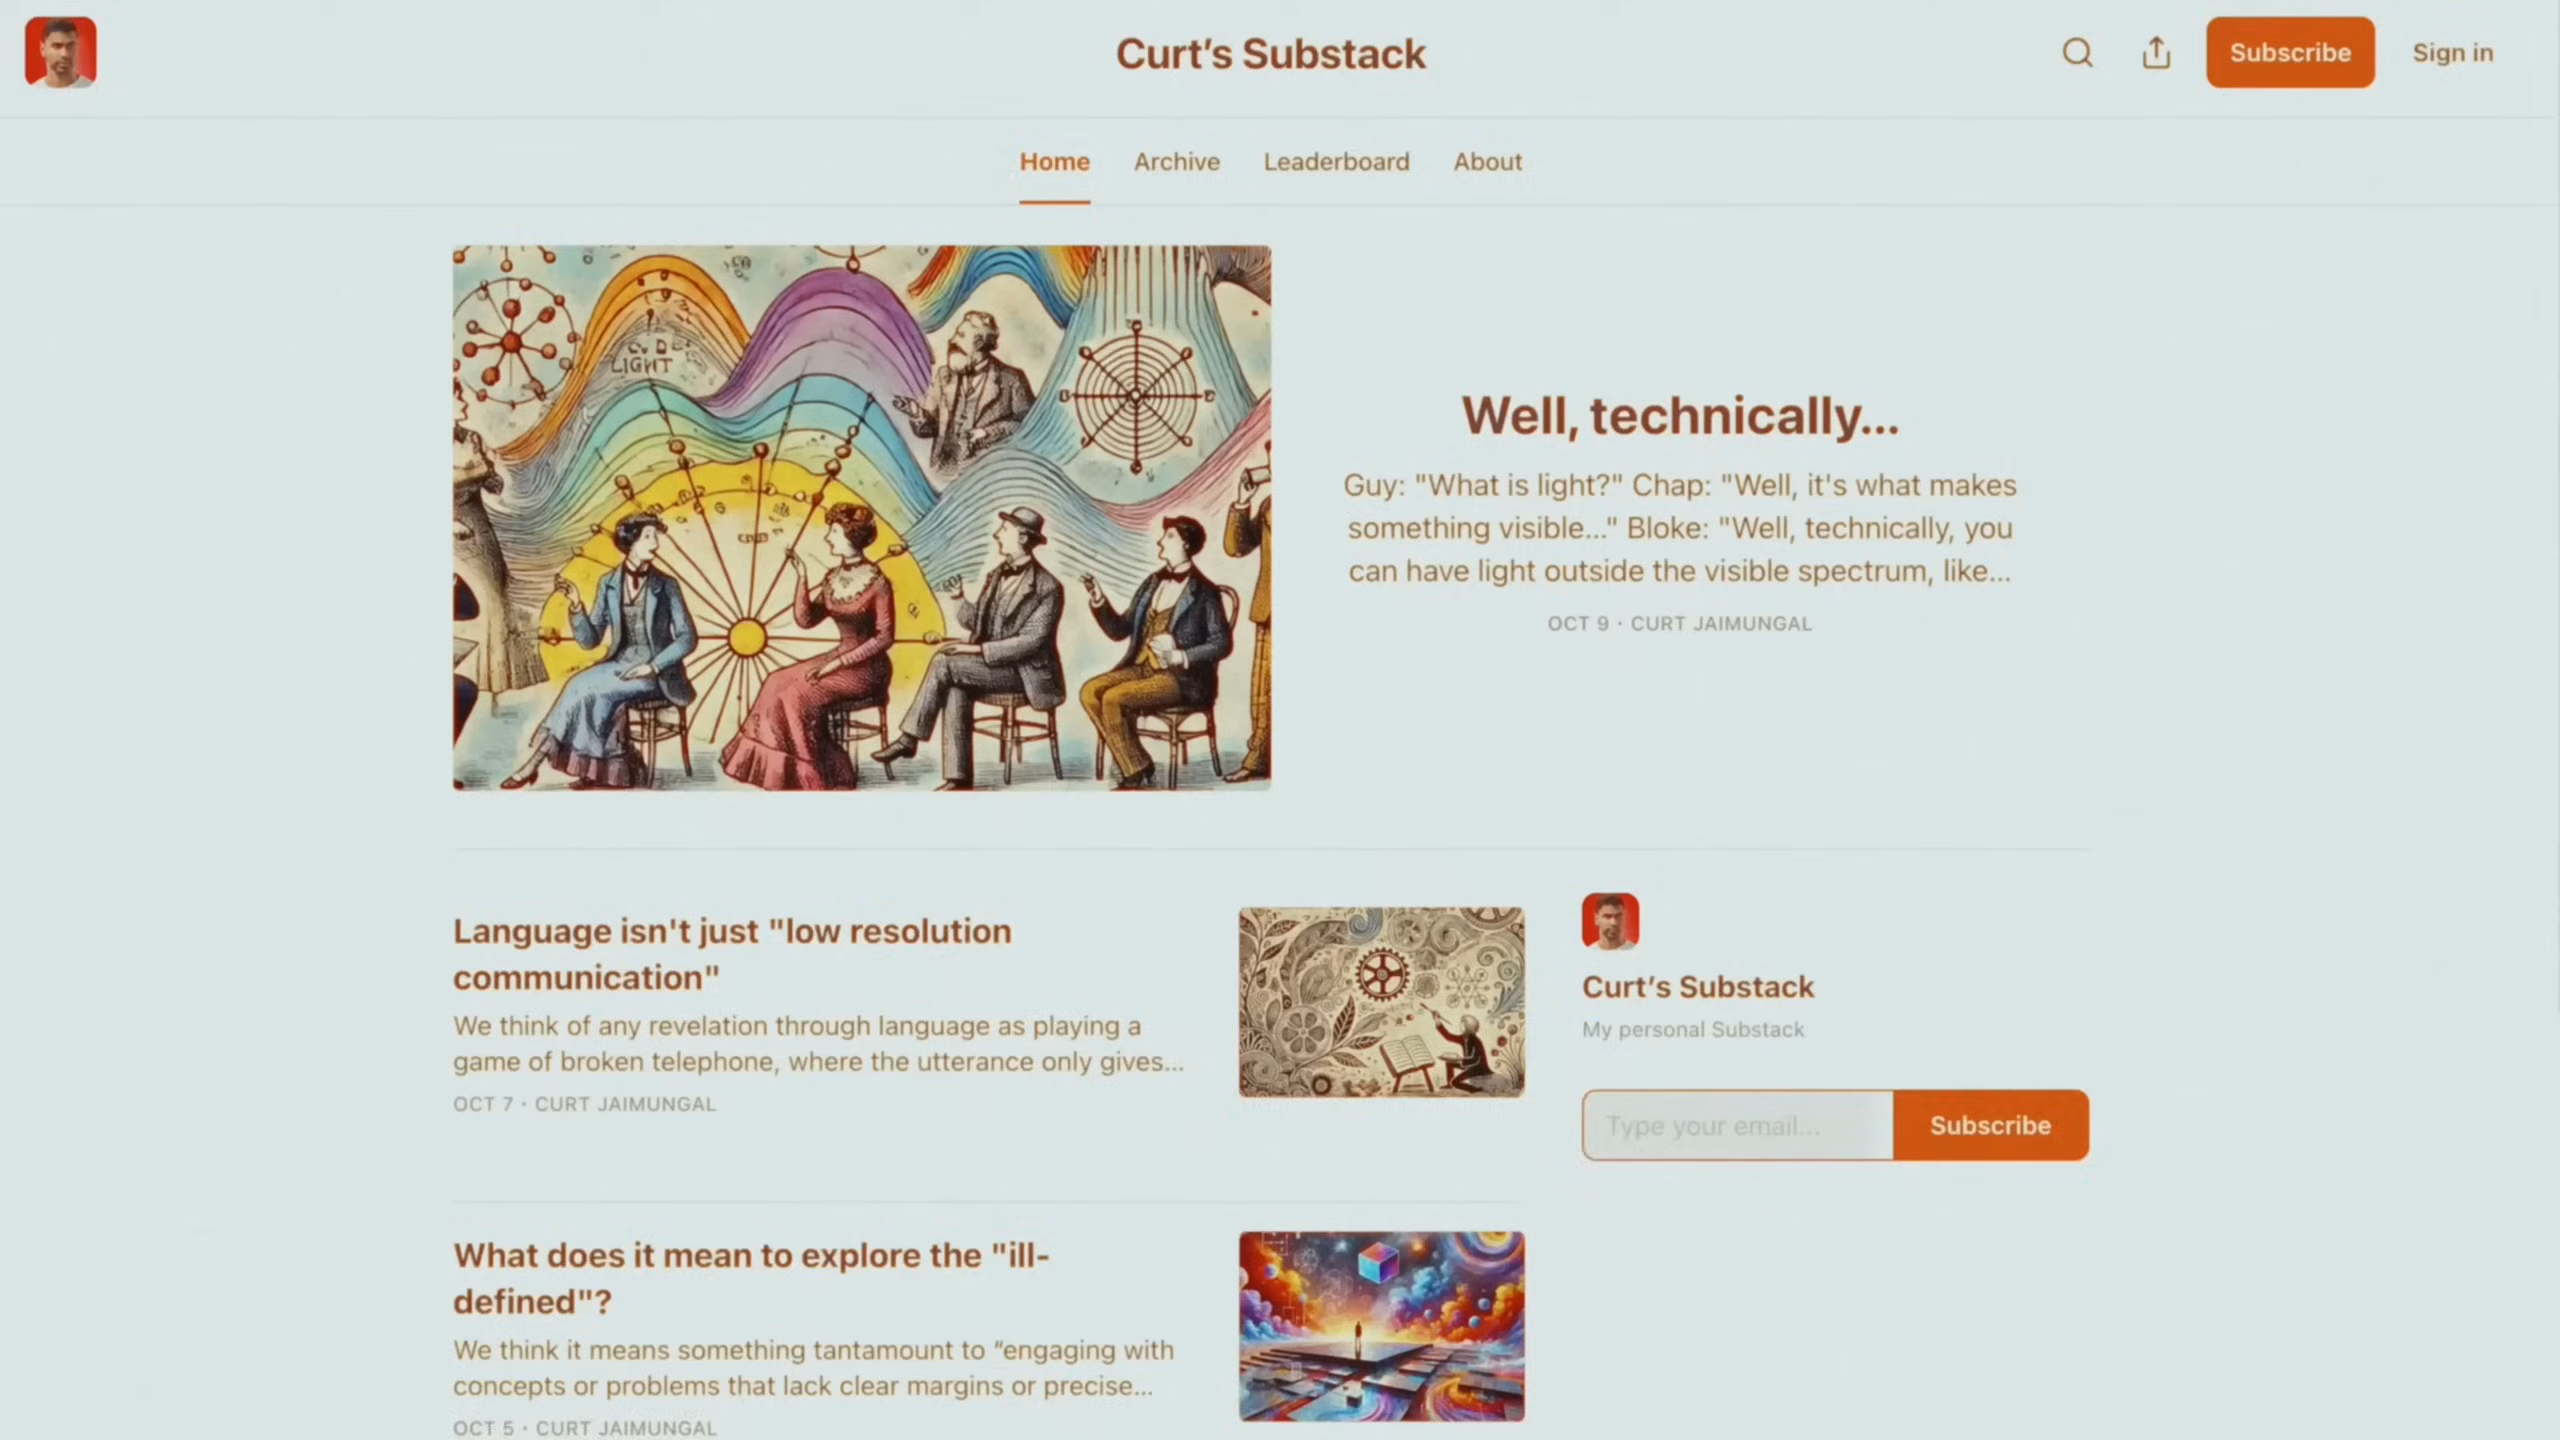 Curt's Substack
Subscribe
Sign in
Home
Archive
Leaderboard
About
LIGHT
Well, technically...
Guy: "What is light?" Chap: "Well, it's what makes
something visible..." Bloke: "Well, technically, you
can have light outside the visible spectrum, like...
OCT 9 · CURT JAIMUNGAL
Language isn't just "low resolution
communication"
We think of any revelation through language as playing a
game of broken telephone, where the utterance only gives...
OCT 7 · CURT JAIMUNGAL
Curt's Substack
My personal Substack
Type your email...
Subscribe
What does it mean to explore the "ill-
defined"?
We think it means something tantamount to “engaging with
concepts or problems that lack clear margins or precise...
OCT 5 · CURT JAIMUNGAL